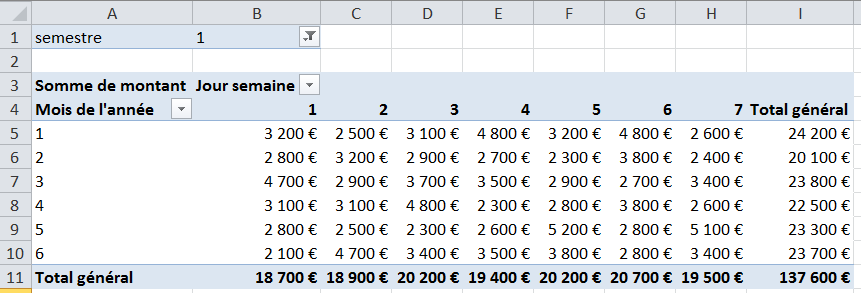 A B C D E F G H I
1 semestre 1
2
3 Somme de montant Jour semaine
4 Mois de l'année 1 2 3 4 5 6 7 Total général
5 1 3 200 € 2 500 € 3 100 € 4 800 € 3 200 € 4 800 € 2 600 € 24 200 €
6 2 2 800 € 3 200 € 2 900 € 2 700 € 2 300 € 3 800 € 2 400 € 20 100 €
7 3 4 700 € 2 900 € 3 700 € 3 500 € 2 900 € 2 700 € 3 400 € 23 800 €
8 4 3 100 € 3 100 € 4 800 € 2 300 € 2 800 € 3 800 € 2 600 € 22 500 €
9 5 2 800 € 2 500 € 2 300 € 2 600 € 5 200 € 2 800 € 5 100 € 23 300 €
10 6 2 100 € 4 700 € 3 400 € 3 500 € 3 800 € 2 800 € 3 400 € 23 700 €
11 Total général 18 700 € 18 900 € 20 200 € 19 400 € 20 200 € 20 700 € 19 500 € 137 600 €